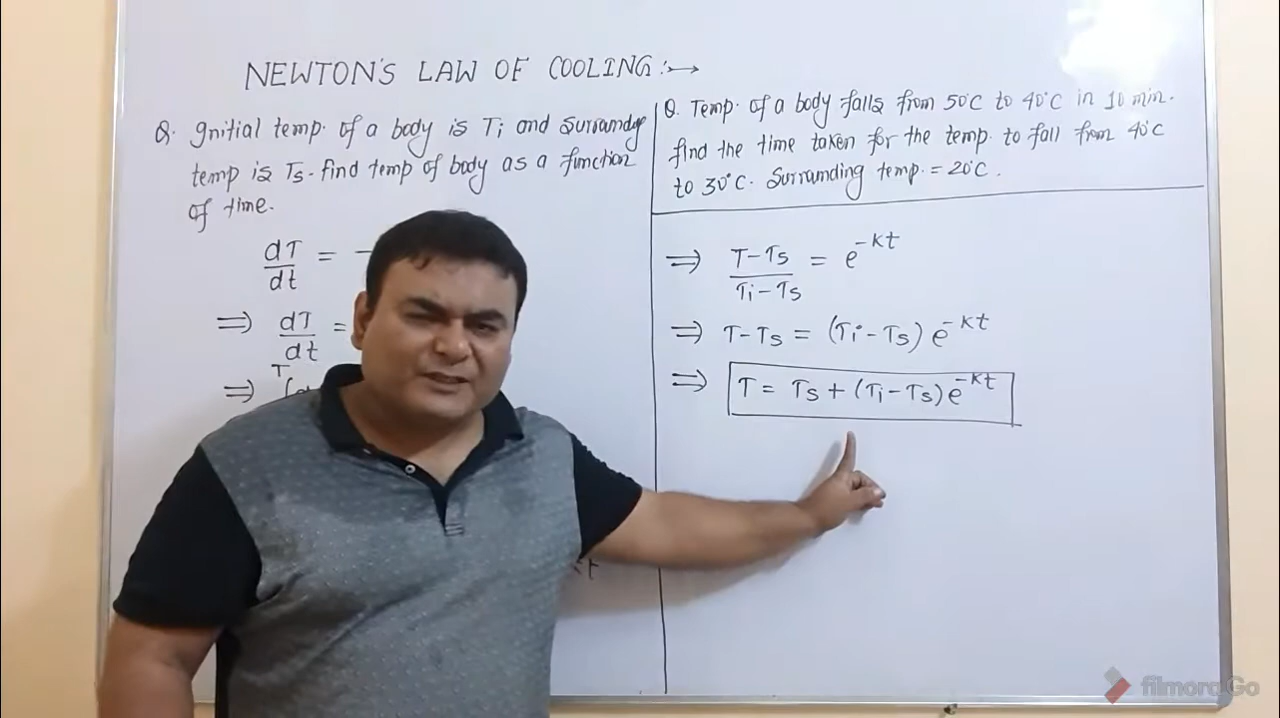 NEWTON'S LAW OF COOLING :→
Q. Initial temp. of a body is Ti and surrounding
temp is Ts. find temp of body as a function
of time.
dT/dt = -
⇒ dT/dt =
⇒ T
t
Q. Temp. of a body falls from 50°C to 40°C in 10 min.
find the time taken for the temp. to fall from 40°C
to 30°C. Surrounding temp. = 20°C.
⇒ T-Ts/Ti-Ts = e^-kt
⇒ T-Ts = (Ti-Ts) e^-kt
⇒ T = Ts + (Ti-Ts)e^-kt
filmoraGo